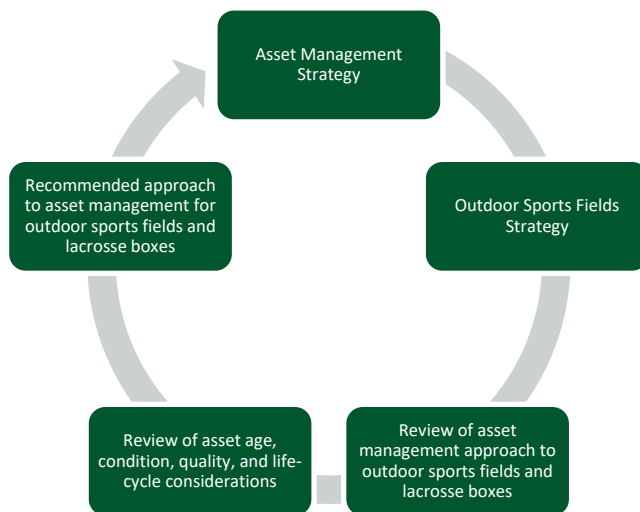 Asset Management
Strategy
Outdoor Sports Fields
Strategy
Review of asset
management approach to
outdoor sports fields and
lacrosse boxes
Review of asset age,
condition, quality, and life-
cycle considerations
Recommended approach
to asset management for
outdoor sports fields and
lacrosse boxes